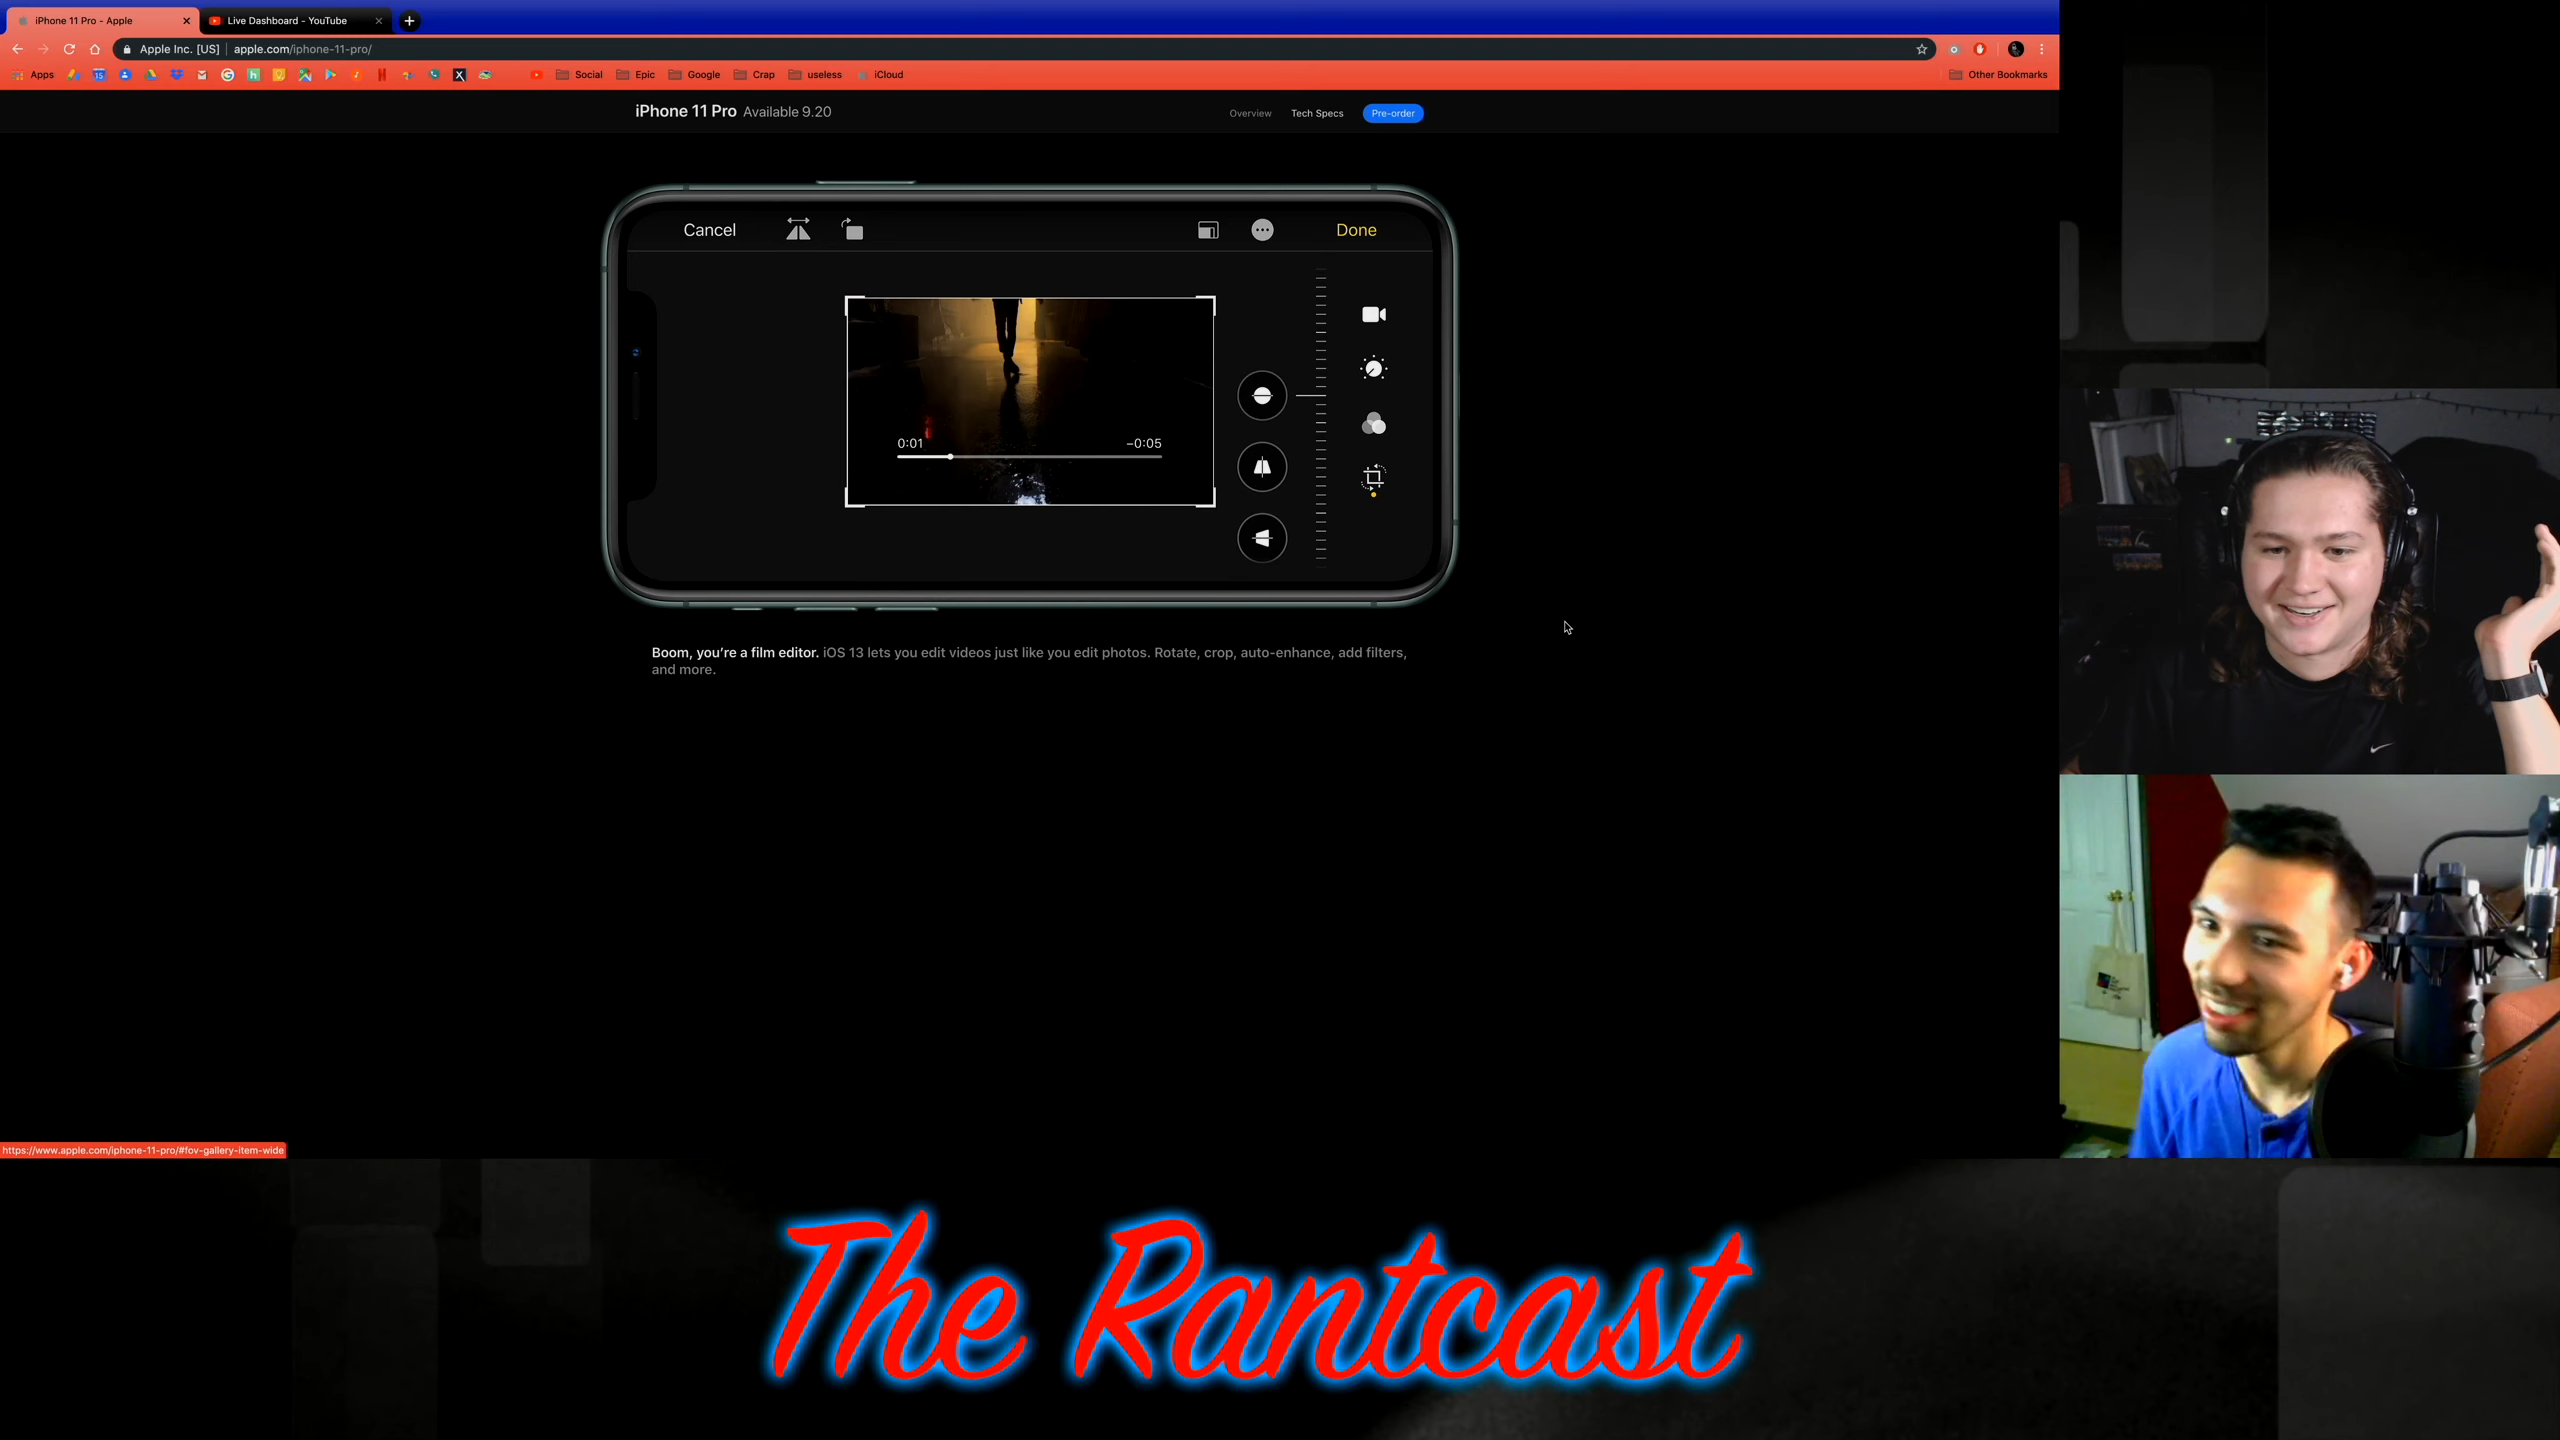 iPhone 11 Pro - Apple
Live Dashboard - YouTube
Apple Inc. [US] | apple.com/iphone-11-pro/
Apps
Social
Epic
Google
Crap
useless
iCloud
Other Bookmarks
iPhone 11 Pro Available 9.20
Overview
Tech Specs
Pre-order
Cancel
Done
0:01
−0:05
Boom, you’re a film editor. iOS 13 lets you edit videos just like you edit photos. Rotate, crop, auto-enhance, add filters,
and more.
https://www.apple.com/iphone-11-pro/#fov-gallery-item-wide
The Rantcast